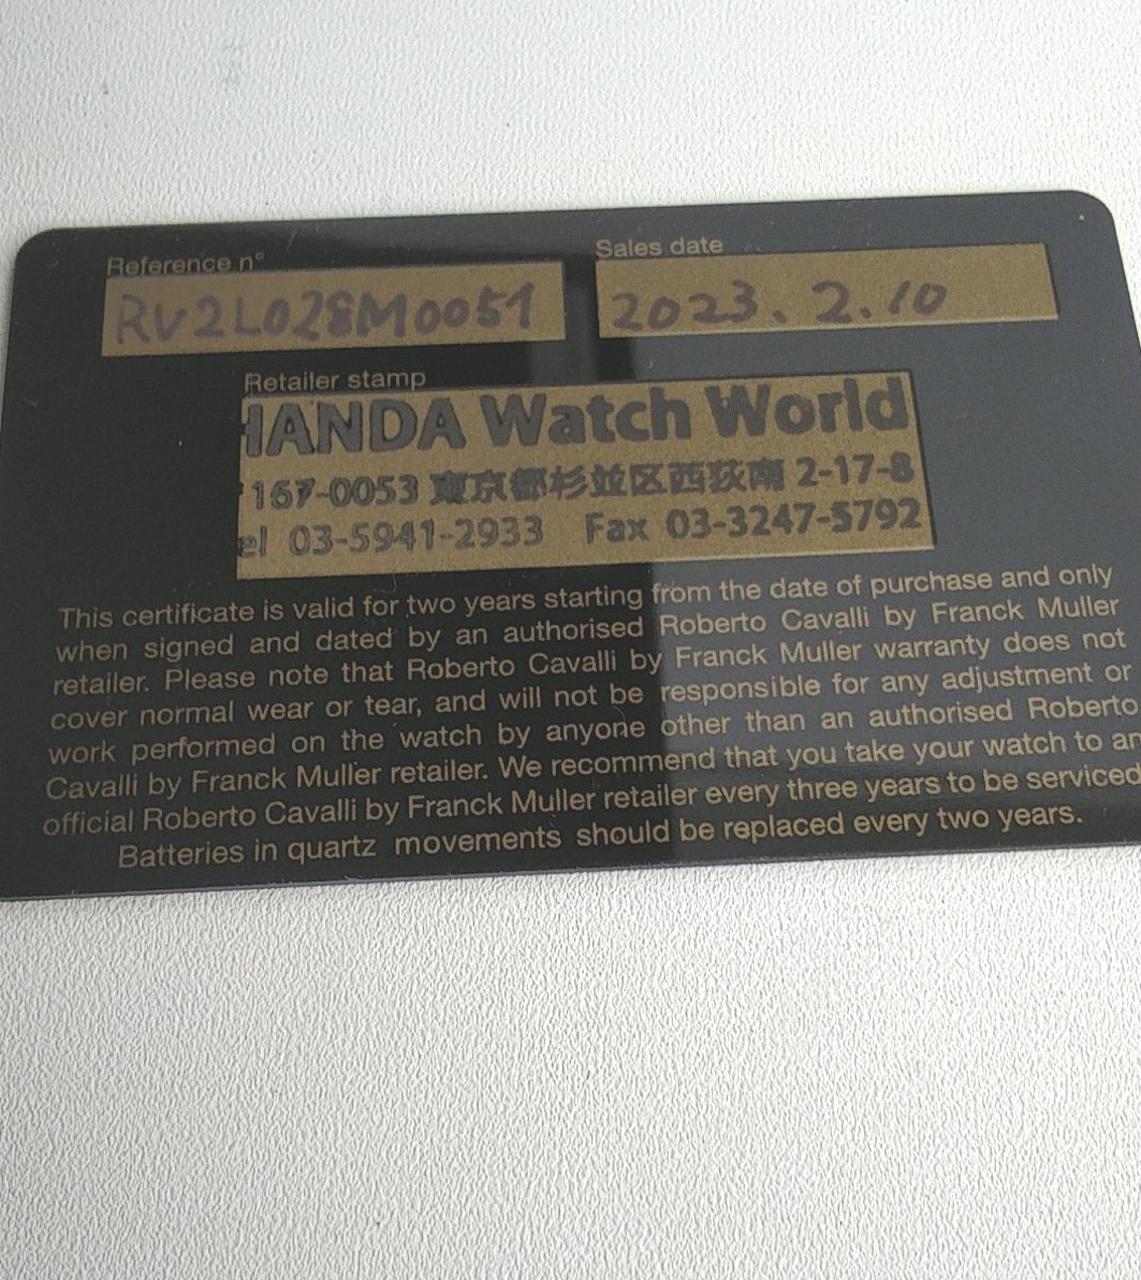 Reference n°
Sales date
RV2L028M0051
2023. 2.10
Retailer stamp
HANDA Watch World
167-0053 東京都杉並区西荻南 2-17-8
el 03-5941-2933 Fax 03-3247-5792
This certificate is valid for two years starting from the date of purchase and only
when signed and dated by an authorised Roberto Cavalli by Franck Muller
retailer. Please note that Roberto Cavalli by Franck Muller warranty does not
cover normal wear or tear, and will not be responsible for any adjustment or
work performed on the watch by anyone other than an authorised Roberto
Cavalli by Franck Muller retailer. We recommend that you take your watch to an
official Roberto Cavalli by Franck Muller retailer every three years to be serviced
Batteries in quartz movements should be replaced every two years.